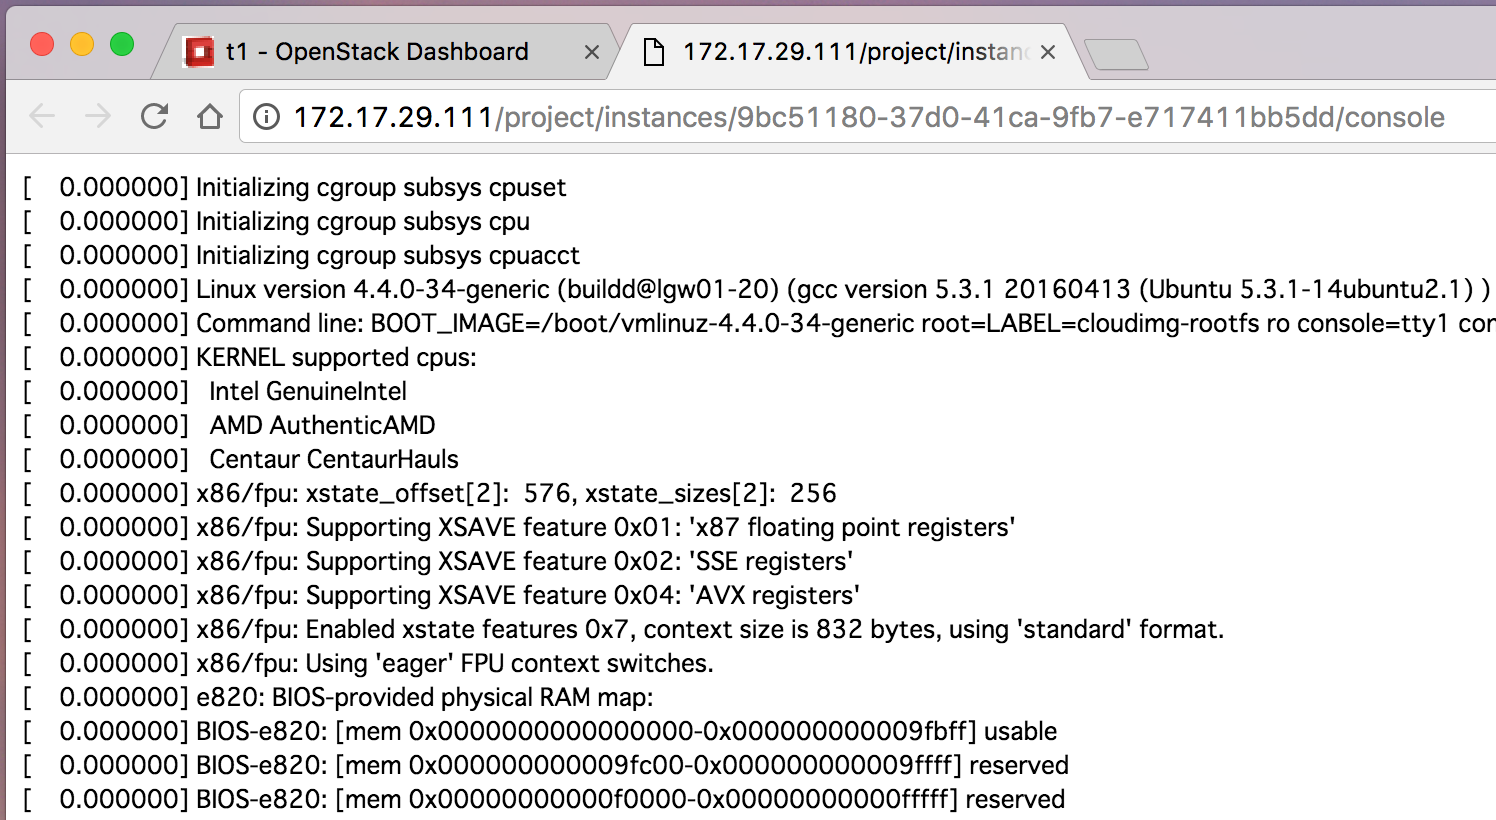 t1 - OpenStack Dashboard
172.17.29.111/project/instanc
172.17.29.111/project/instances/9bc51180-37d0-41ca-9fb7-e717411bb5dd/console
[    0.000000] Initializing cgroup subsys cpuset
[    0.000000] Initializing cgroup subsys cpu
[    0.000000] Initializing cgroup subsys cpuacct
[    0.000000] Linux version 4.4.0-34-generic (buildd@lgw01-20) (gcc version 5.3.1 20160413 (Ubuntu 5.3.1-14ubuntu2.1) )
[    0.000000] Command line: BOOT_IMAGE=/boot/vmlinuz-4.4.0-34-generic root=LABEL=cloudimg-rootfs ro console=tty1 con
[    0.000000] KERNEL supported cpus:
[    0.000000]   Intel GenuineIntel
[    0.000000]   AMD AuthenticAMD
[    0.000000]   Centaur CentaurHauls
[    0.000000] x86/fpu: xstate_offset[2]:  576, xstate_sizes[2]:  256
[    0.000000] x86/fpu: Supporting XSAVE feature 0x01: 'x87 floating point registers'
[    0.000000] x86/fpu: Supporting XSAVE feature 0x02: 'SSE registers'
[    0.000000] x86/fpu: Supporting XSAVE feature 0x04: 'AVX registers'
[    0.000000] x86/fpu: Enabled xstate features 0x7, context size is 832 bytes, using 'standard' format.
[    0.000000] x86/fpu: Using 'eager' FPU context switches.
[    0.000000] e820: BIOS-provided physical RAM map:
[    0.000000] BIOS-e820: [mem 0x0000000000000000-0x000000000009fbff] usable
[    0.000000] BIOS-e820: [mem 0x000000000009fc00-0x000000000009ffff] reserved
[    0.000000] BIOS-e820: [mem 0x00000000000f0000-0x00000000000fffff] reserved